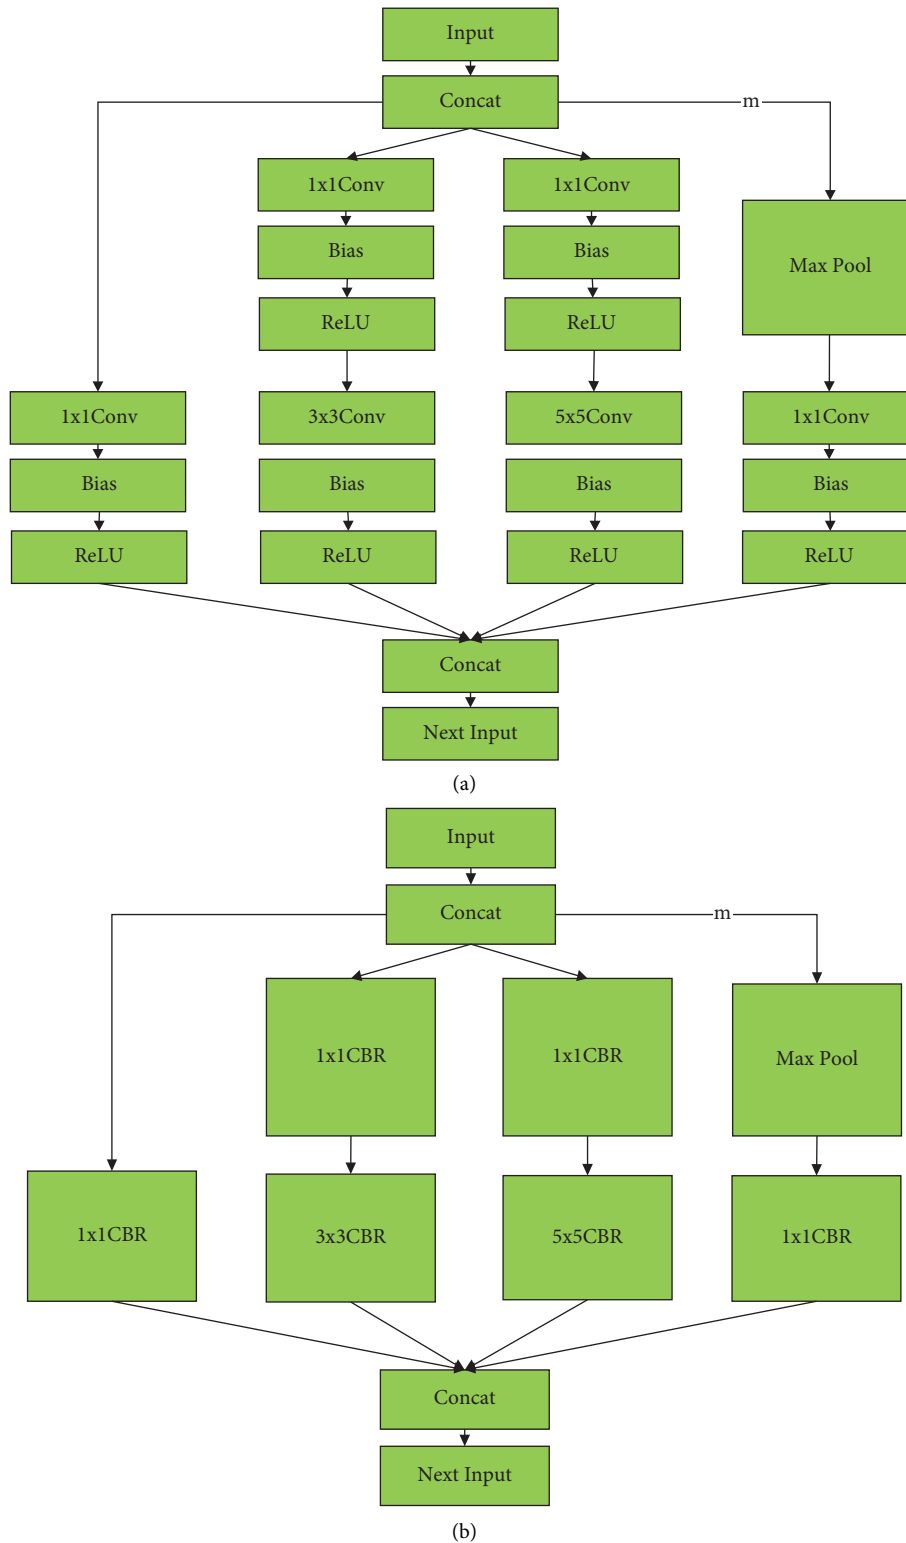 Input
Concat
m
1x1Conv
1x1Conv
Bias
Bias
Max Pool
ReLU
ReLU
1x1Conv
3x3Conv
5x5Conv
1x1Conv
Bias
Bias
Bias
Bias
ReLU
ReLU
ReLU
ReLU
Concat
Next Input
(a)
Input
Concat
m
1x1CBR
1x1CBR
Max Pool
1x1CBR
3x3CBR
5x5CBR
1x1CBR
Concat
Next Input
(b)